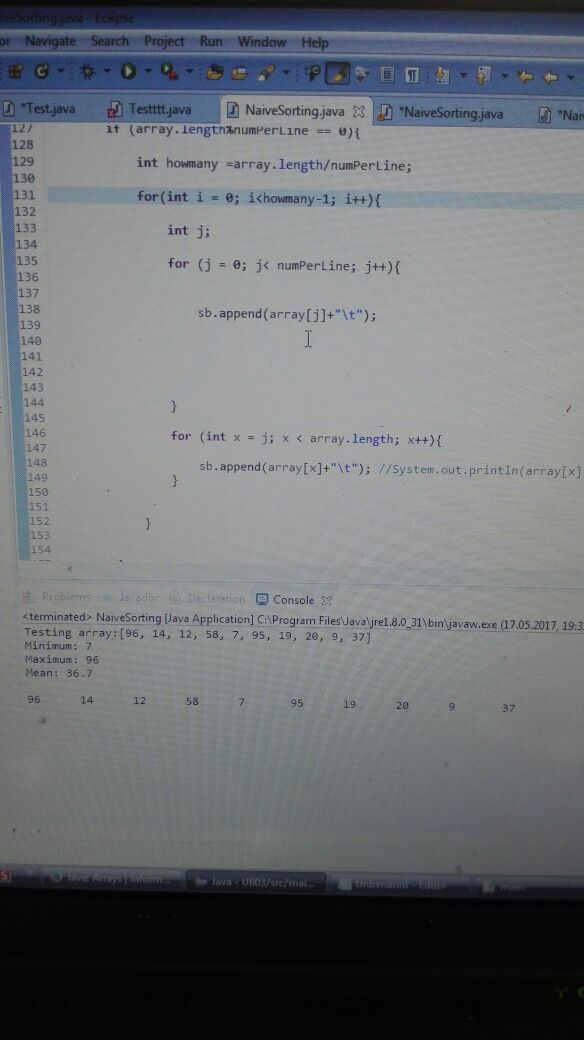 NaiveSorting.java - Eclipse
or Navigate Search Project Run Window Help
*Test.java Testttt.java NaiveSorting.java *NaiveSorting.java *Nai
127 if (array.length%numPerLine == 0){
128
129 int howmany =array.length/numPerLine;
130
131 for(int i = 0; i<howmany-1; i++){
132
133 int j;
134
135 for (j = 0; j< numPerLine; j++){
136
137
138 sb.append(array[j]+"\t");
139
140
141
142
143
144 }
145
146 for (int x = j; x < array.length; x++){
147
148 sb.append(array[x]+"\t"); //System.out.println(array[x]
149 }
150
151
152 }
153
154
Problems Javadoc Declaration Console
<terminated> NaiveSorting [Java Application] C:\Program Files\Java\jre1.8.0_31\bin\javaw.exe (17.05.2017, 19:3
Testing array:[96, 14, 12, 58, 7, 95, 19, 20, 9, 37]
Minimum: 7
Maximum: 96
Mean: 36.7
96 14 12 58 7 95 19 20 9 37
S Java: Arrays | Inform... Java - UB03/src/mai... Unbenannt - Editor main